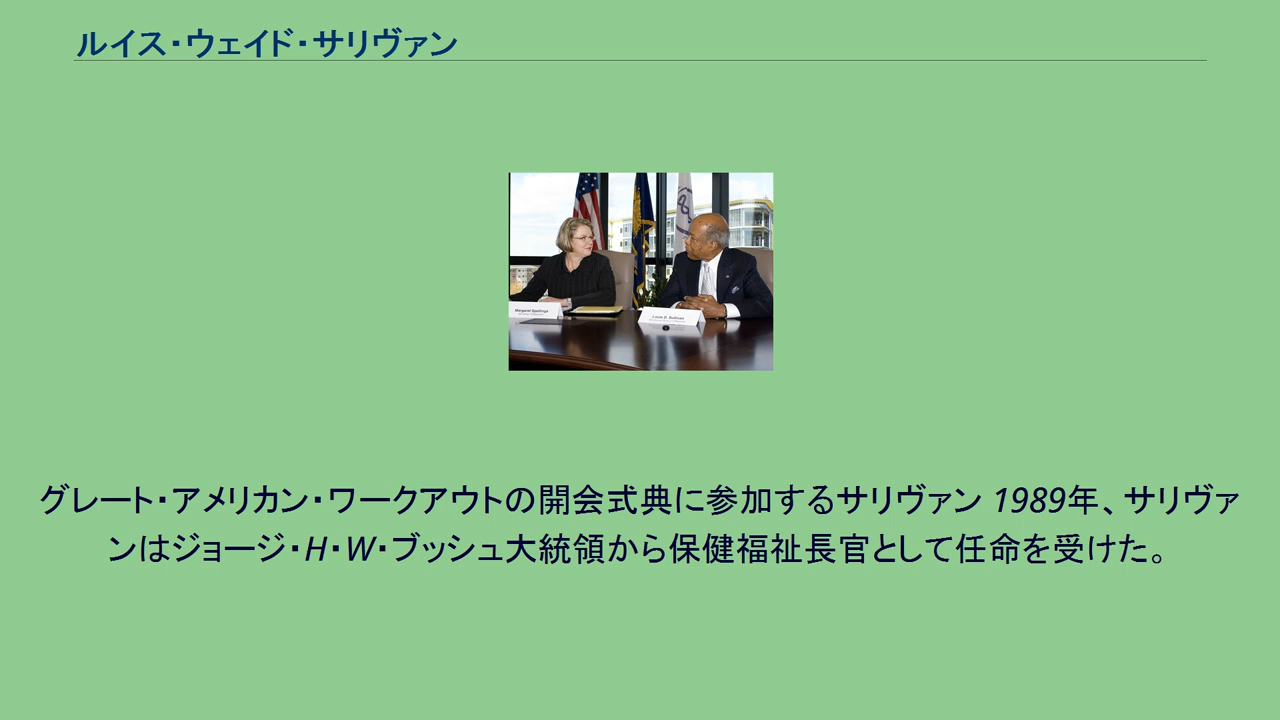 ルイス・ウェイド・サリヴァン
Margaret Spellings
Louis D. Sullivan
グレート・アメリカン・ワークアウトの開会式典に参加するサリヴァン 1989年、サリヴァ
ンはジョージ・H・W・ブッシュ大統領から保健福祉長官として任命を受けた。